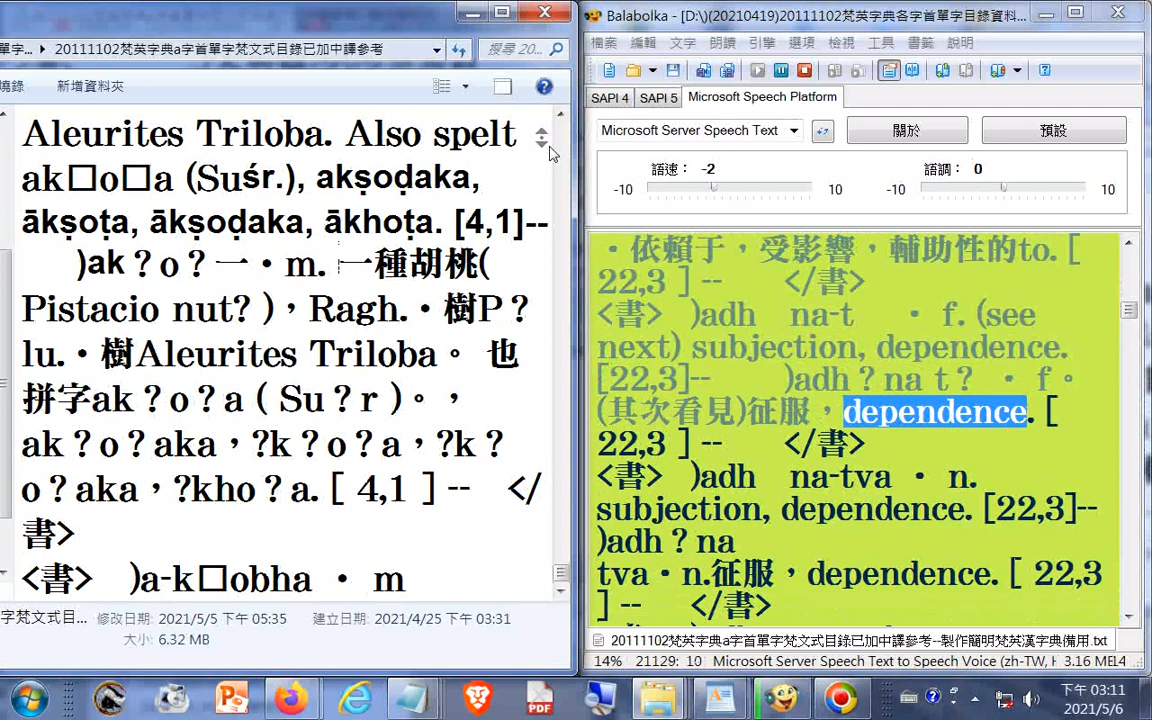 單字... ▸ 20111102梵英字典a字首單字梵文式目錄已加中譯參考
搜尋 20...
燒錄 新增資料夾
Aleurites Triloba. Also spelt
ak□o□a (Suśr.), akṣoḍaka,
ākṣoṭa, ākṣoḍaka, ākhoṭa. [4,1]--
)ak？o？一・m. 一種胡桃(
Pistacio nut? )，Ragh.・樹P？
lu.・樹Aleurites Triloba。 也
拼字ak？o？a ( Su？r )。，
ak？o？aka，?k？o？a，?k？
o？aka，?kho？a. [ 4,1 ] -- </
書>
<書> )a-k□obha ・ m
字梵文式目... 修改日期: 2021/5/5 下午 05:35 建立日期: 2021/4/25 下午 03:31
大小: 6.32 MB
Balabolka - [D:\)(20210419)20111102梵英字典各字首單字目錄資料...
檔案 編輯 文字 朗讀 引擎 選項 檢視 工具 書籤 說明
SAPI 4 SAPI 5 Microsoft Speech Platform
Microsoft Server Speech Text 關於 預設
語速： -2 語調： 0
-10 10 -10 10
・依賴于，受影響，輔助性的to. [
22,3 ] -- </書>
<書> )adh na-t ・ f. (see
next) subjection, dependence.
[22,3]-- )adh？na t？ ・ f。
(其次看見)征服，dependence. [
22,3 ] -- </書>
<書> )adh na-tva ・ n.
subjection, dependence. [22,3]--
)adh？na
tva・n.征服，dependence. [ 22,3
] -- </書>
20111102梵英字典a字首單字梵文式目錄已加中譯參考--製作簡明梵英漢字典備用.txt
14% 21129: 10 Microsoft Server Speech Text to Speech Voice (zh-TW, H 3.16 MB
PDF
下午 03:11
2021/5/6